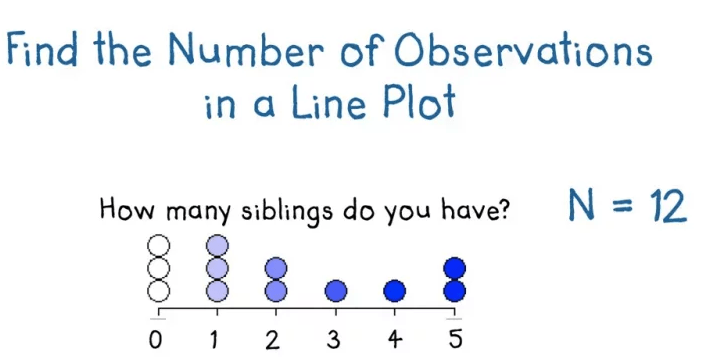 Find the Number of Observations
in a Line Plot
How many siblings do you have?
N = 12
0 1 2 3 4 5